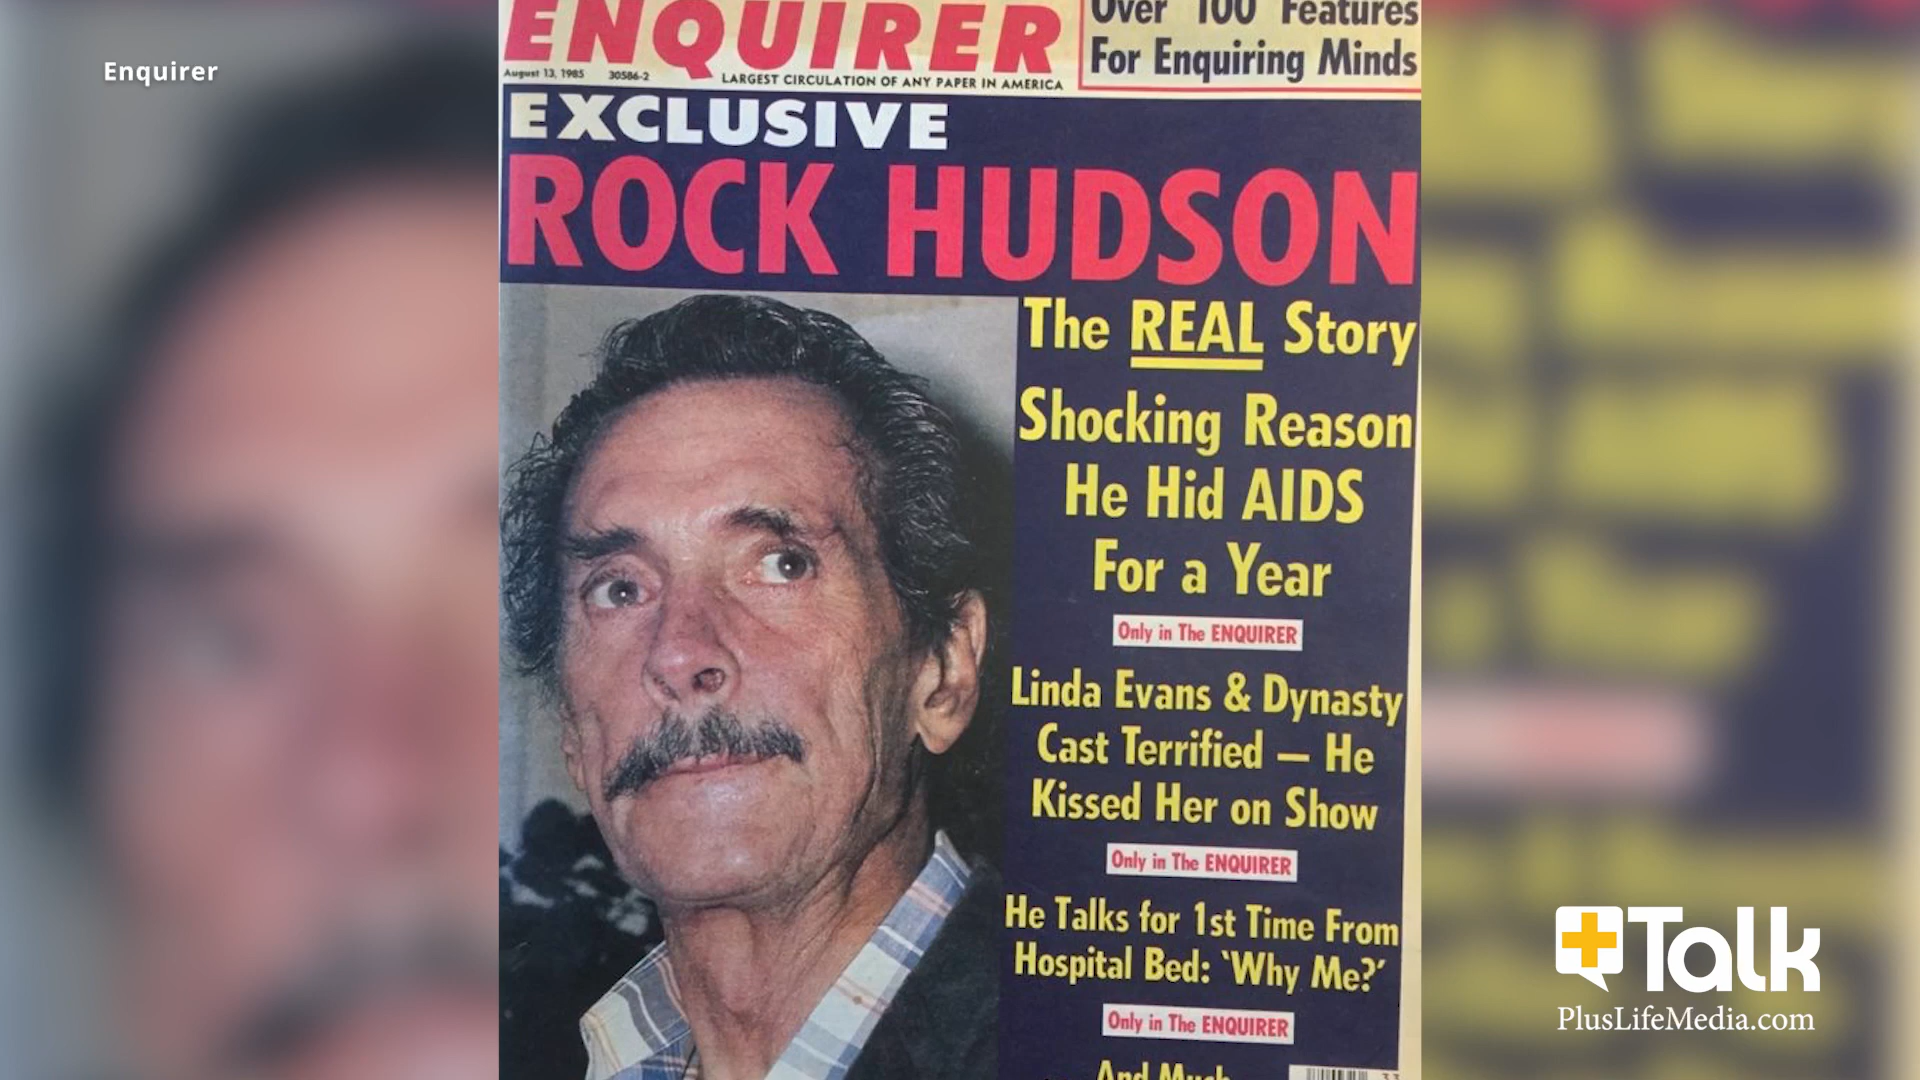 Enquirer
ENQUIRER
Over 100 Features
For Enquiring Minds
August 13, 1985 30586-2 LARGEST CIRCULATION OF ANY PAPER IN AMERICA
EXCLUSIVE
ROCK HUDSON
The REAL Story
Shocking Reason
He Hid AIDS
For a Year
Only in The ENQUIRER
Linda Evans & Dynasty
Cast Terrified — He
Kissed Her on Show
Only in The ENQUIRER
He Talks for 1st Time From
Hospital Bed: ‘Why Me?’
Only in The ENQUIRER
And Much
33
Talk
PlusLifeMedia.com